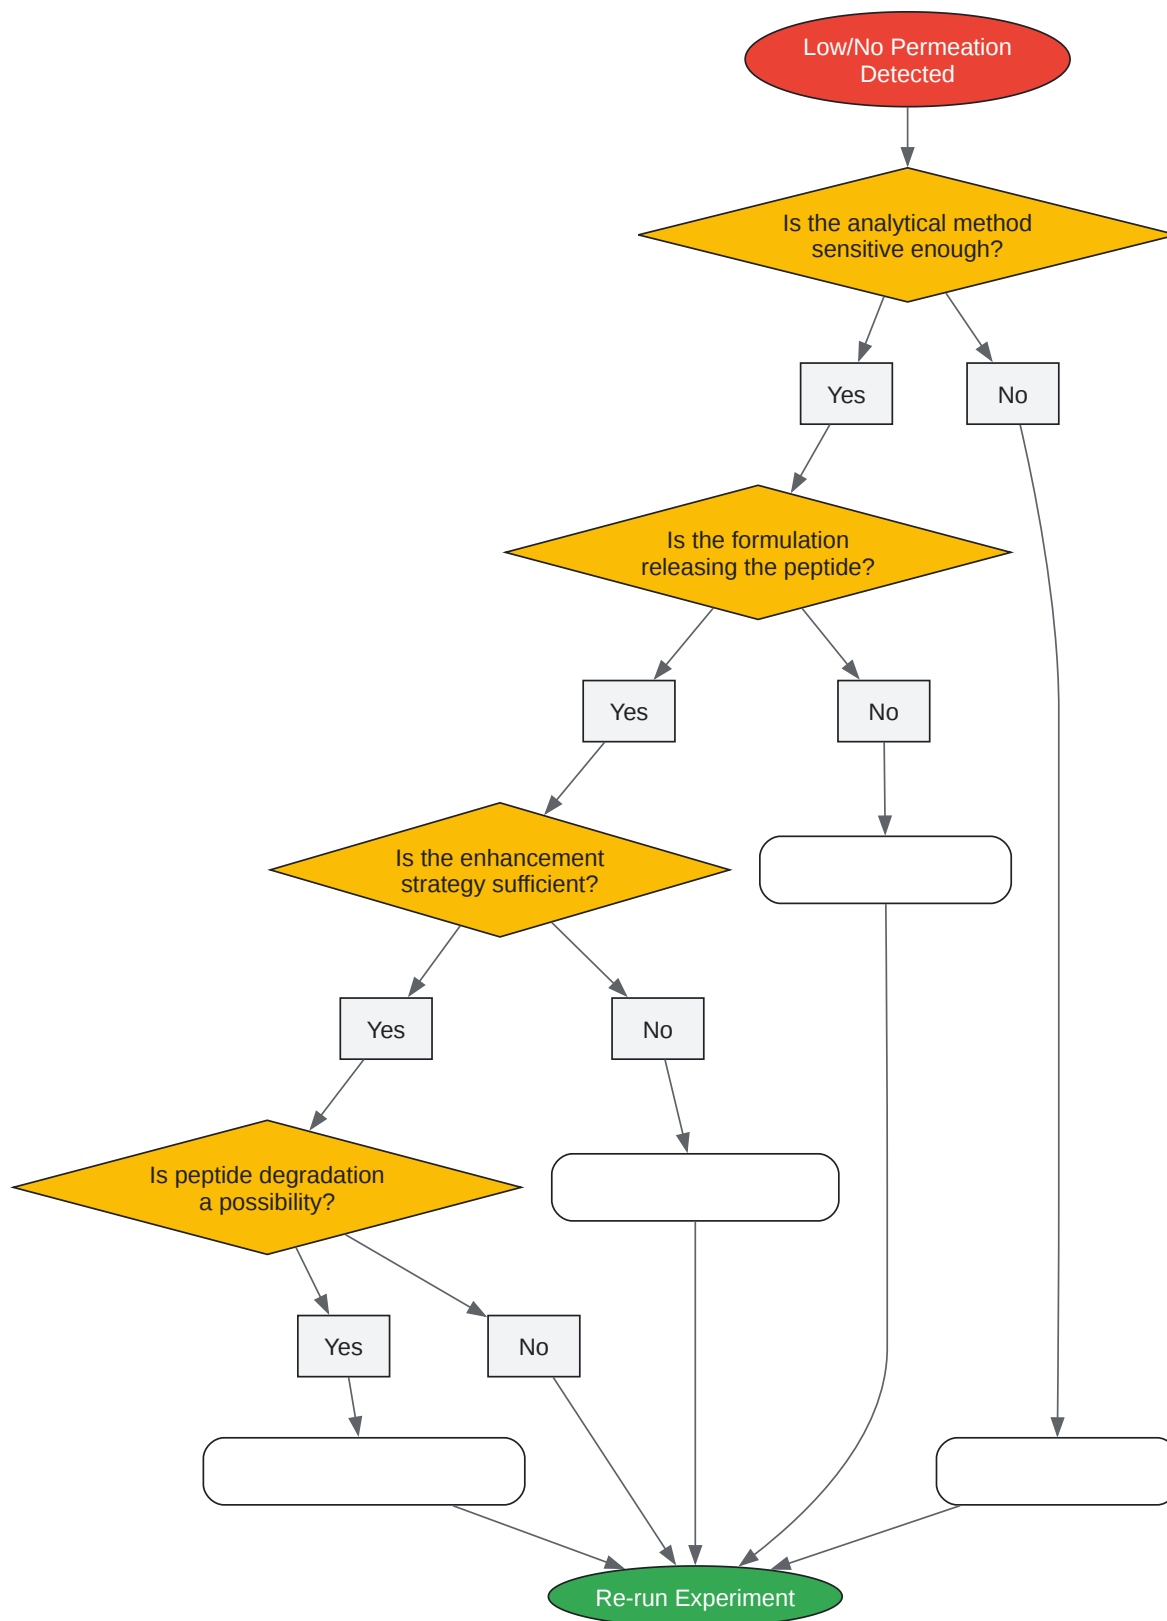 Low/No Permeation
Detected
Is the analytical method
sensitive enough?
Yes
No
Is the formulation
releasing the peptide?
Yes
No
Is the enhancement
strategy sufficient?
Yes
No
Is peptide degradation
a possibility?
Yes
No
Re-run Experiment